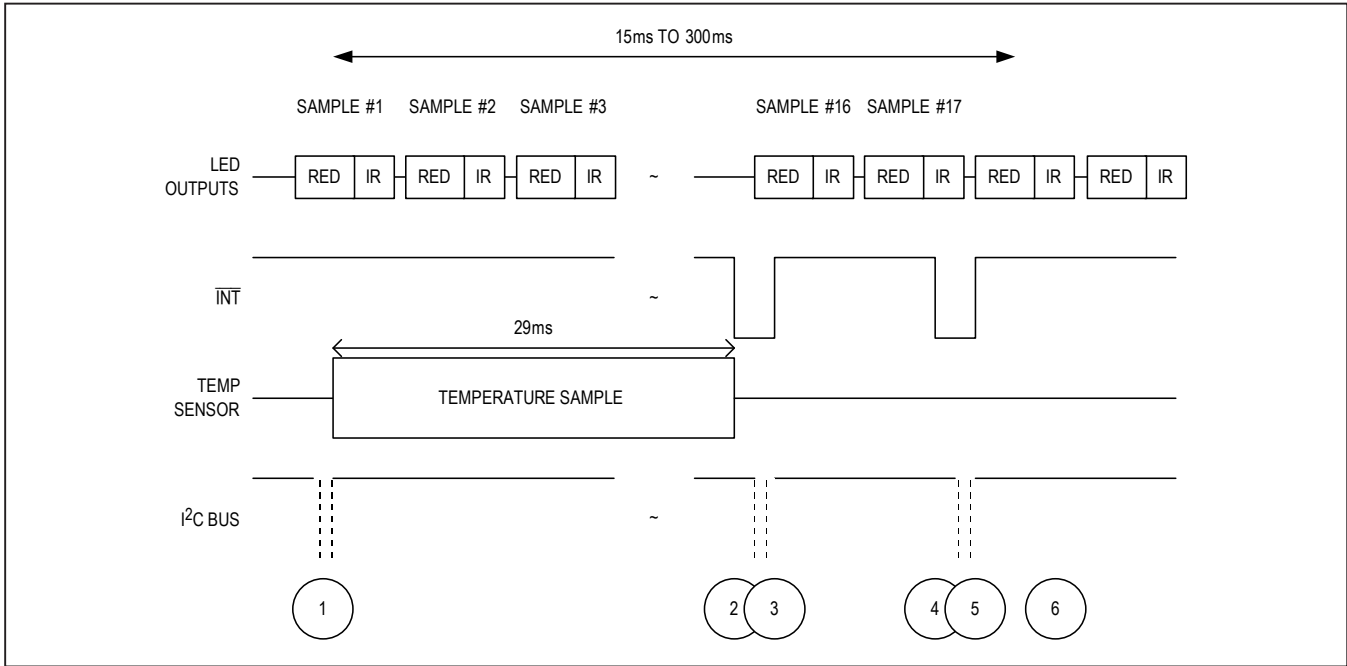 15ms TO 300ms
SAMPLE #1 SAMPLE #2 SAMPLE #3 SAMPLE #16 SAMPLE #17
LED
OUTPUTS
RED IR RED IR RED IR ~ RED IR RED IR RED IR RED IR
INT
~
29ms
TEMP
SENSOR
TEMPERATURE SAMPLE
I2C BUS
~
1 2 3 4 5 6